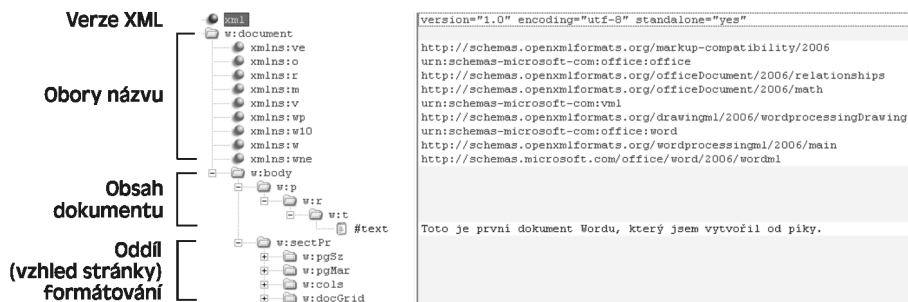 Verze XML
xml version="1.0" encoding="utf-8" standalone="yes"
w:document
Obory názvu
xmlns:ve http://schemas.openxmlformats.org/markup-compatibility/2006
xmlns:o urn:schemas-microsoft-com:office:office
xmlns:r http://schemas.openxmlformats.org/officeDocument/2006/relationships
xmlns:m http://schemas.openxmlformats.org/officeDocument/2006/math
xmlns:v urn:schemas-microsoft-com:vml
xmlns:wp http://schemas.openxmlformats.org/drawingml/2006/wordprocessingDrawing
xmlns:w10 urn:schemas-microsoft-com:office:word
xmlns:w http://schemas.openxmlformats.org/wordprocessingml/2006/main
xmlns:wne http://schemas.microsoft.com/office/word/2006/wordml
Obsah
dokumentu
w:body
w:p
w:r
w:t
#text Toto je první dokument Wordu, který jsem vytvořil od píky.
Oddíl
(vzhled stránky)
formátování
w:sectPr
w:pgSz
w:pgMar
w:cols
w:docGrid